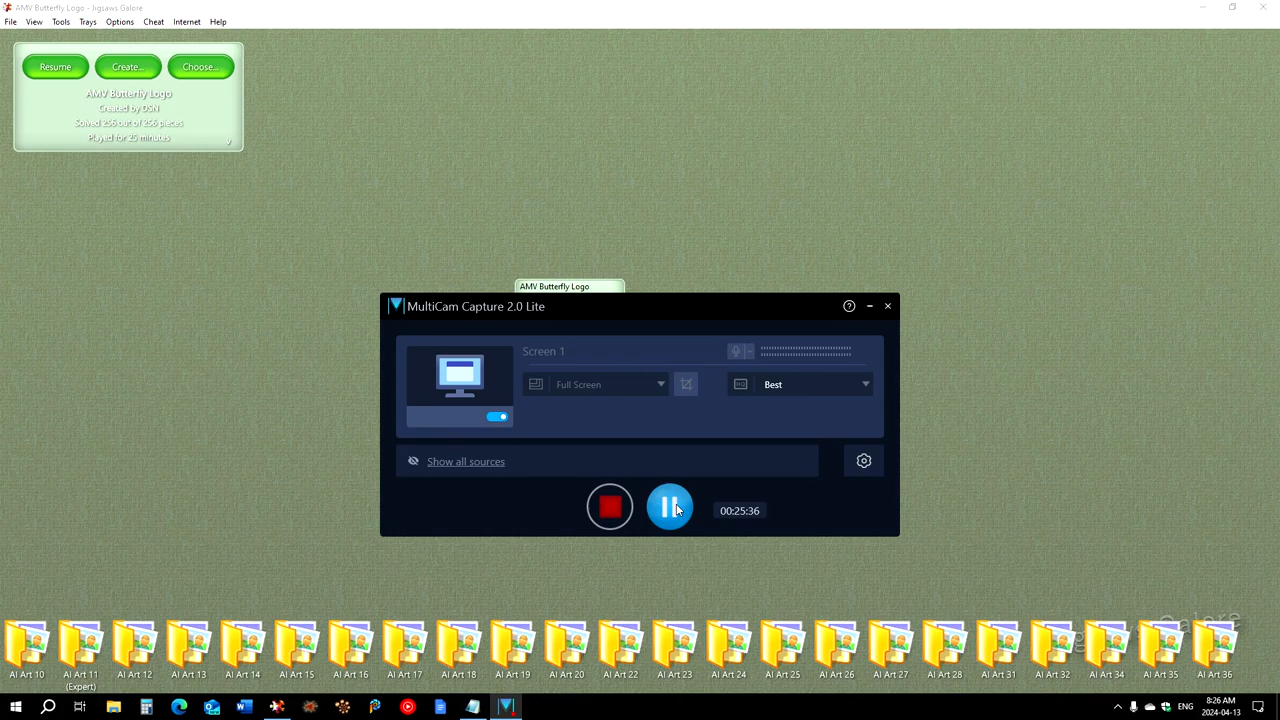 AMV Butterfly Logo - Jigsaws Galore
File View Tools Trays Options Cheat Internet Help
Resume Create... Choose...
AMV Butterfly Logo
Created by DSN
Solved 256 out of 256 pieces
Played for 25 minutes
AMV Butterfly Logo
MultiCam Capture 2.0 Lite
Screen 1
Full Screen
HQ Best
Show all sources
00:25:36
Galore
AI Art 10 AI Art 11 (Expert) AI Art 12 AI Art 13 AI Art 14 AI Art 15 AI Art 16 AI Art 17 AI Art 18 AI Art 19 AI Art 20 AI Art 22 AI Art 23 AI Art 24 AI Art 25 AI Art 26 AI Art 27 AI Art 28 AI Art 31 AI Art 32 AI Art 34 AI Art 35 AI Art 36
ENG 8:26 AM
2024-04-13